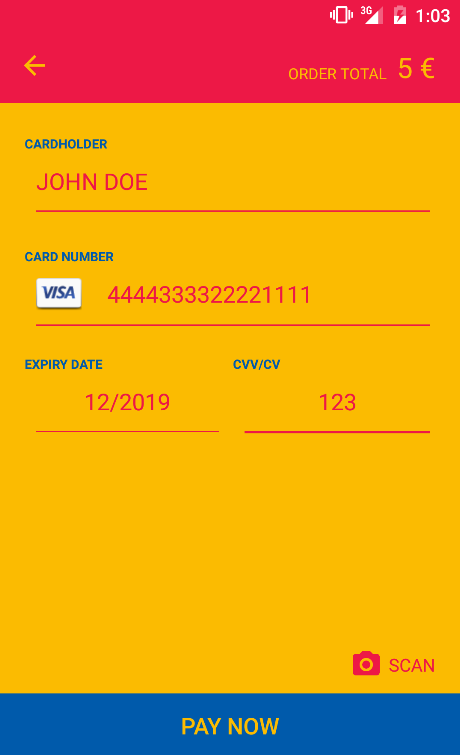 3G 1:03
ORDER TOTAL 5 €
CARDHOLDER
JOHN DOE
CARD NUMBER
VISA 4444333322221111
EXPIRY DATE CVV/CV
12/2019 123
SCAN
PAY NOW